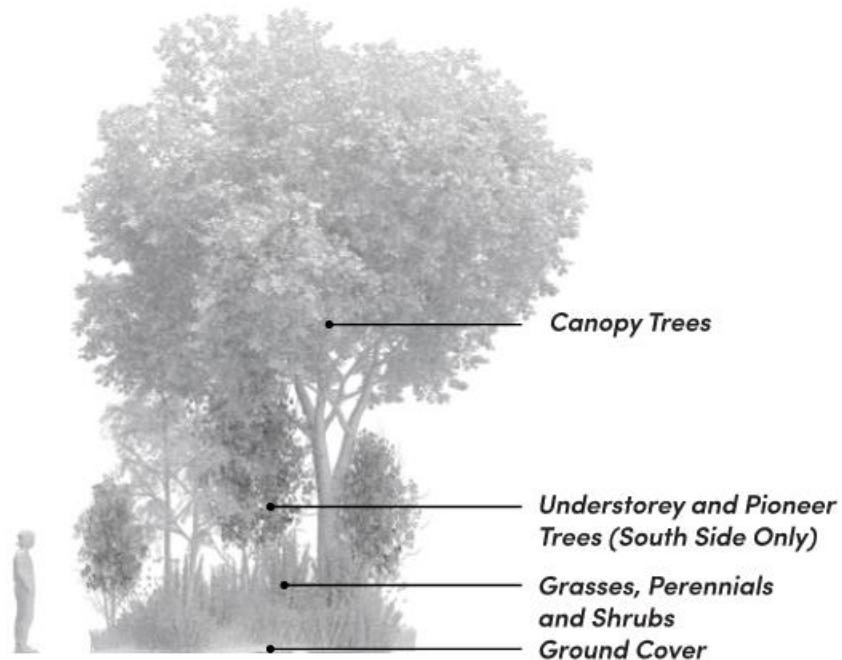 Canopy Trees
Understorey and Pioneer
Trees (South Side Only)
Grasses, Perennials
and Shrubs
Ground Cover